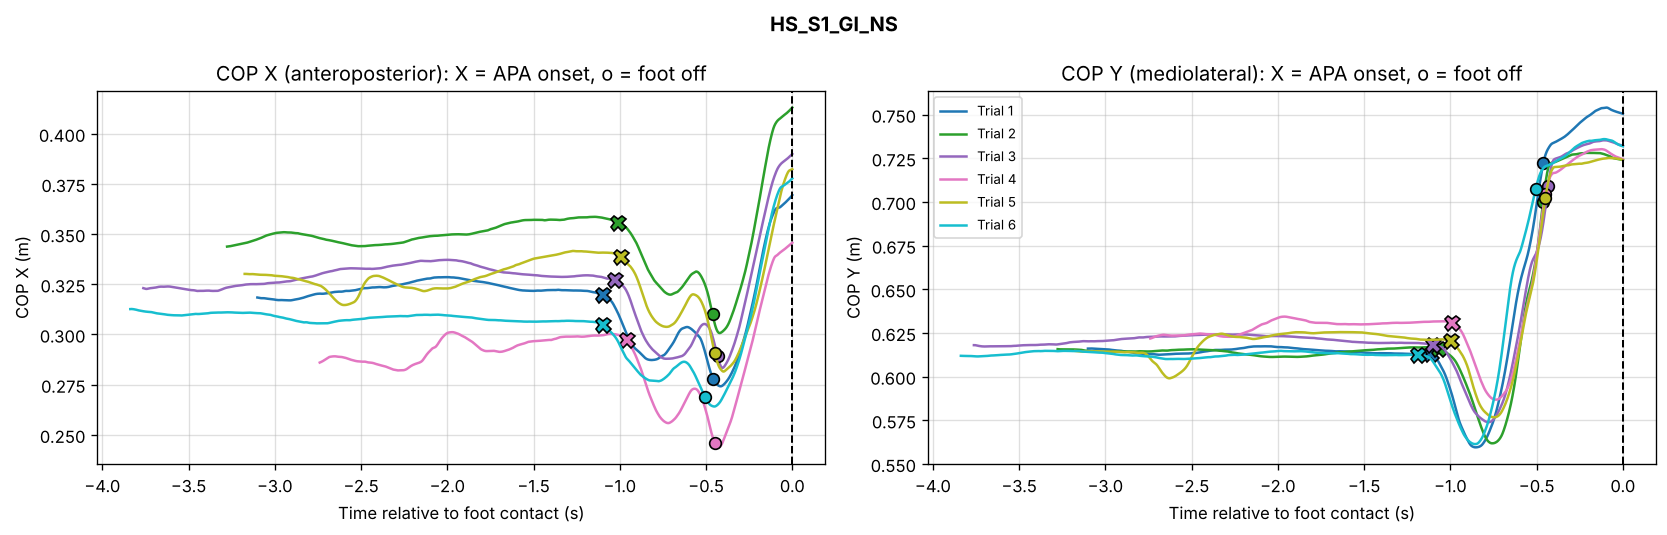 HS_S1_GI_NS
COP X (anteroposterior): X = APA onset, o = foot off
COP X (m)
0.400
0.375
0.350
0.325
0.300
0.275
0.250
−4.0 −3.5 −3.0 −2.5 −2.0 −1.5 −1.0 −0.5 0.0
Time relative to foot contact (s)
COP Y (mediolateral): X = APA onset, o = foot off
COP Y (m)
0.750
0.725
0.700
0.675
0.650
0.625
0.600
0.575
0.550
Trial 1
Trial 2
Trial 3
Trial 4
Trial 5
Trial 6
−4.0 −3.5 −3.0 −2.5 −2.0 −1.5 −1.0 −0.5 0.0
Time relative to foot contact (s)